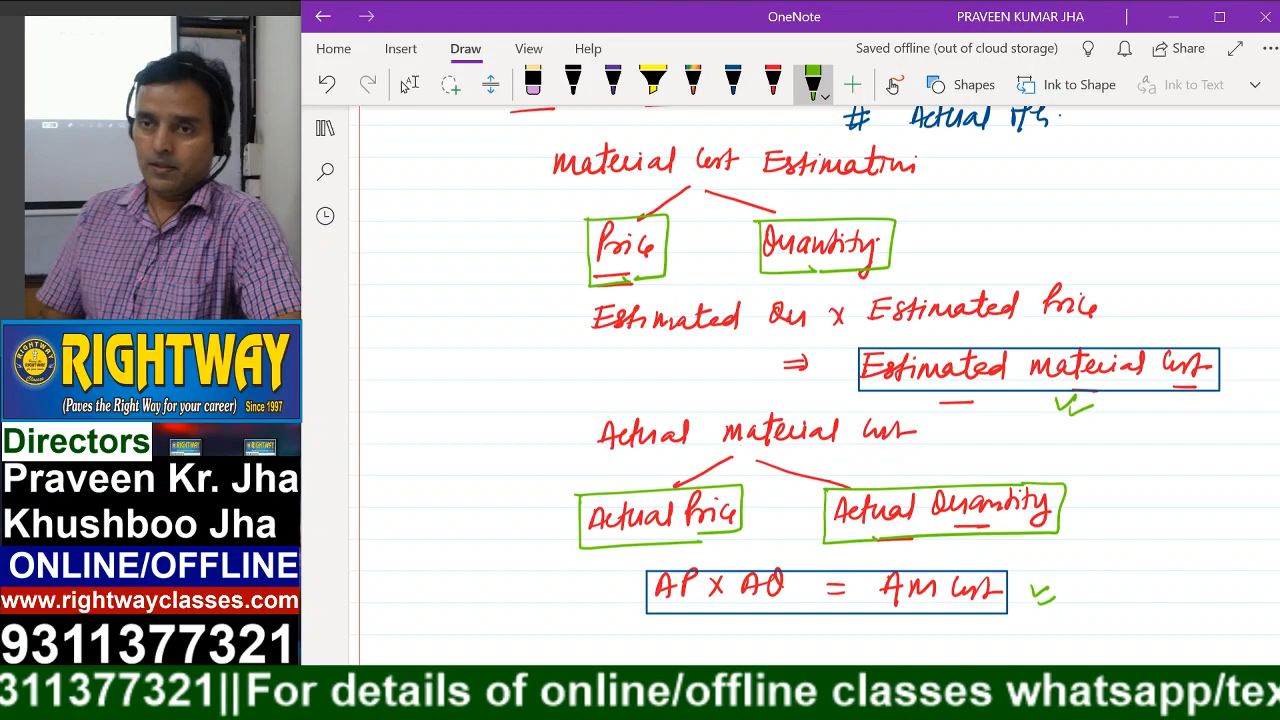 OneNote
PRAVEEN KUMAR JHA
Home Insert Draw View Help
Saved offline (out of cloud storage)
Share
Shapes
Ink to Shape
Ink to Text
# Actual
Material Cost Estimation
Price Quantity
Estimated Qu x Estimated Price
⇒ Estimated material Cost
Actual material Cost
Actual Price Actual Quantity
AP x AQ = AM Cost
RIGHTWAY
(Paves the Right Way for your career) Since 1997
Directors
Praveen Kr. Jha
Khushboo Jha
ONLINE/OFFLINE
www.rightwayclasses.com
9311377321
311377321||For details of online/offline classes whatsapp/tex